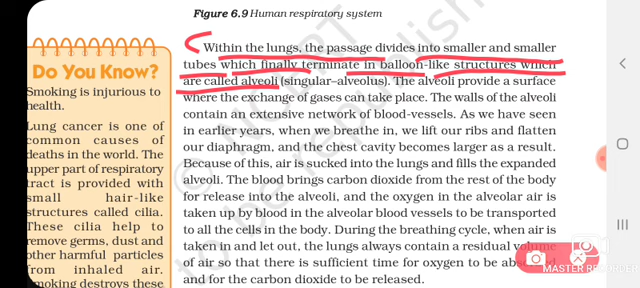 Figure 6.9 Human respiratory system
Within the lungs, the passage divides into smaller and smaller
tubes which finally terminate in balloon-like structures which
are called alveoli (singular–alveolus). The alveoli provide a surface
where the exchange of gases can take place. The walls of the alveoli
contain an extensive network of blood-vessels. As we have seen
in earlier years, when we breathe in, we lift our ribs and flatten
our diaphragm, and the chest cavity becomes larger as a result.
Because of this, air is sucked into the lungs and fills the expanded
alveoli. The blood brings carbon dioxide from the rest of the body
for release into the alveoli, and the oxygen in the alveolar air is
taken up by blood in the alveolar blood vessels to be transported
to all the cells in the body. During the breathing cycle, when air is
taken in and let out, the lungs always contain a residual volume
of air so that there is sufficient time for oxygen to be
and for the carbon dioxide to be released.
Do You Know?
Smoking is injurious to
health.
Lung cancer is one of
common causes of
deaths in the world. The
upper part of respiratory
tract is provided with
small hair-like
structures called cilia.
These cilia help to
remove germs, dust and
other harmful particles
from inhaled air.
Smoking destroys these
to be republished
MASTER RECORDER